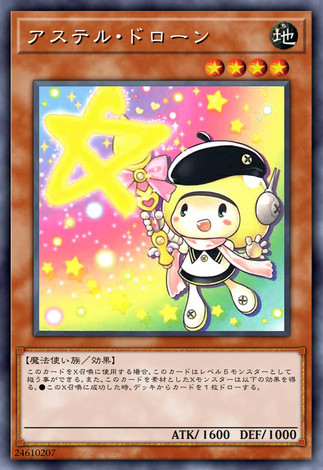 アステル・ドローン
地
【魔法使い族／効果】
このカードをX召喚に使用する場合、このカードはレベル５モンスターとして
扱う事ができる。また、このカードを素材としたXモンスターは以下の効果を得
る。●このX召喚に成功した時、デッキからカードを１枚ドローする。
ATK/ 1600 DEF/1000
24610207